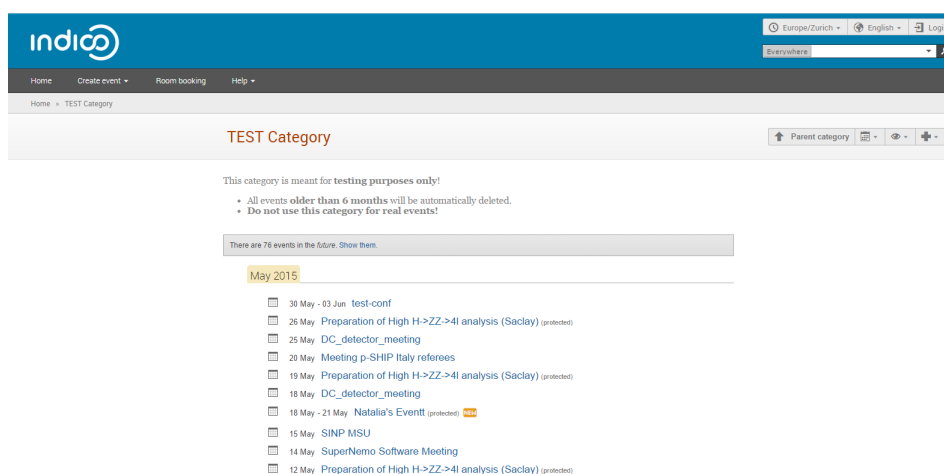 indico
Europe/Zurich English Logi
Everywhere
Home Create event Room booking Help
Home » TEST Category
TEST Category
Parent category
This category is meant for testing purposes only!
• All events older than 6 months will be automatically deleted.
• Do not use this category for real events!
There are 76 events in the future. Show them.
May 2015
30 May - 03 Jun test-conf
26 May Preparation of High H->ZZ->4l analysis (Saclay) (protected)
25 May DC_detector_meeting
20 May Meeting p-SHIP Italy referees
19 May Preparation of High H->ZZ->4l analysis (Saclay) (protected)
18 May DC_detector_meeting
18 May - 21 May Natalia's Eventt (protected) NEW
15 May SINP MSU
14 May SuperNemo Software Meeting
12 May Preparation of High H->ZZ->4l analysis (Saclay) (protected)